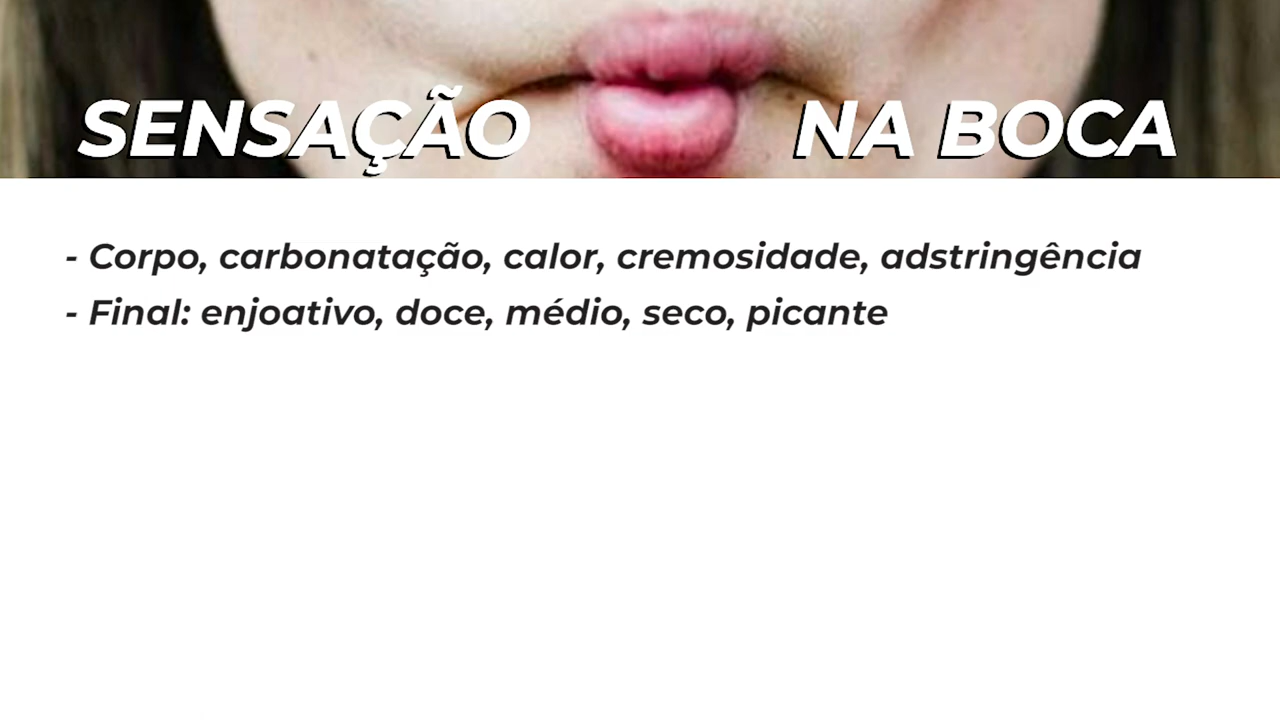 SENSAÇÃO NA BOCA
- Corpo, carbonatação, calor, cremosidade, adstringência
- Final: enjoativo, doce, médio, seco, picante